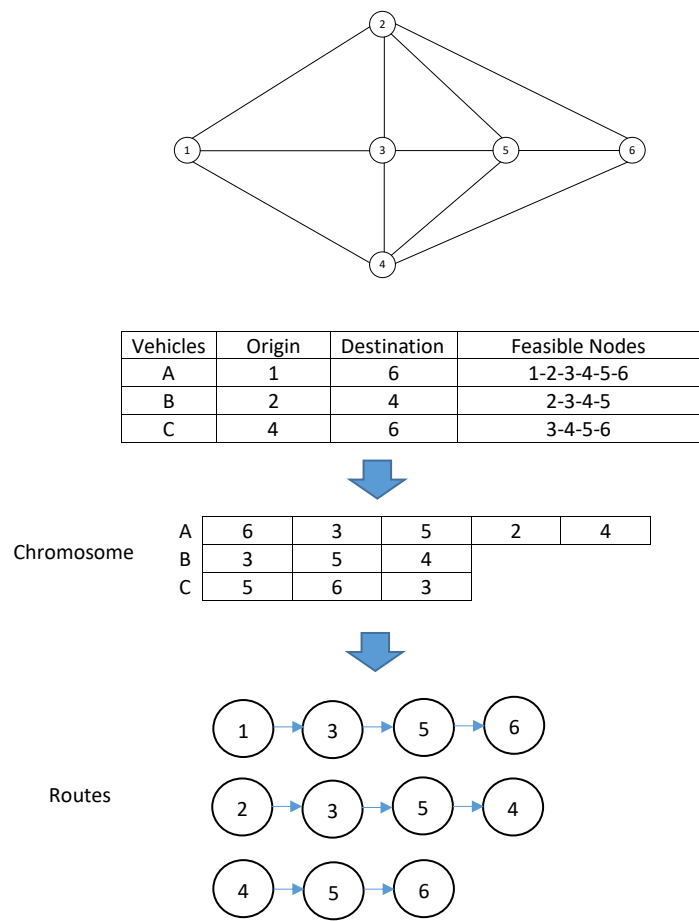 2
1 3 5 6
4
Vehicles Origin Destination Feasible Nodes
A 1 6 1-2-3-4-5-6
B 2 4 2-3-4-5
C 4 6 3-4-5-6
A 6 3 5 2 4
Chromosome
B 3 5 4
C 5 6 3
1 3 5 6
Routes
2 3 5 4
4 5 6